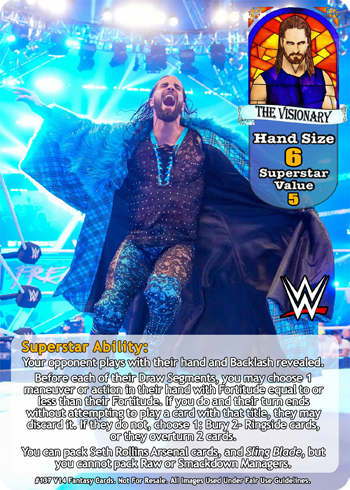 THE VISIONARY
Hand Size
6
Superstar
Value
5
Superstar Ability:
Your opponent plays with their hand and Backlash revealed.
Before each of their Draw Segments, you may choose 1
maneuver or action in their hand with Fortitude equal to or
less than their Fortitude. If you do and their turn ends
without attempting to play a card with that title, they may
discard it. If they do not, choose 1: Bury 2- Ringside cards,
or they overturn 2 cards.
You can pack Seth Rollins Arsenal cards, and Sling Blade, but
you cannot pack Raw or Smackdown Managers.
#197 V14 Fantasy Cards. Not For Resale. All Images Used Under Fair Use Guidelines.